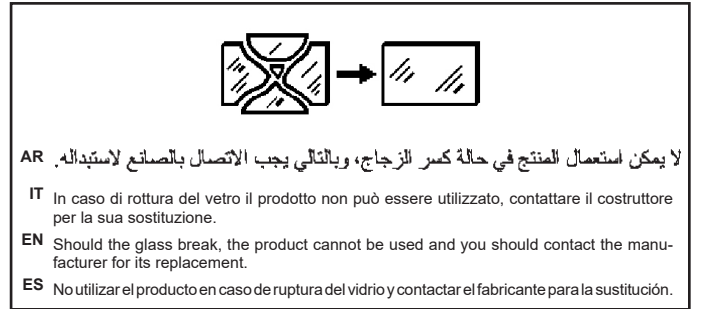 AR لا يمكن استعمال المنتج في حالة كسر الزجاج، وبالتالي يجب الاتصال بالصانع لاستبداله.
IT In caso di rottura del vetro il prodotto non può essere utilizzato, contattare il costruttore
per la sua sostituzione.
EN Should the glass break, the product cannot be used and you should contact the manu-
facturer for its replacement.
ES No utilizar el producto en caso de ruptura del vidrio y contactar el fabricante para la sustitución.